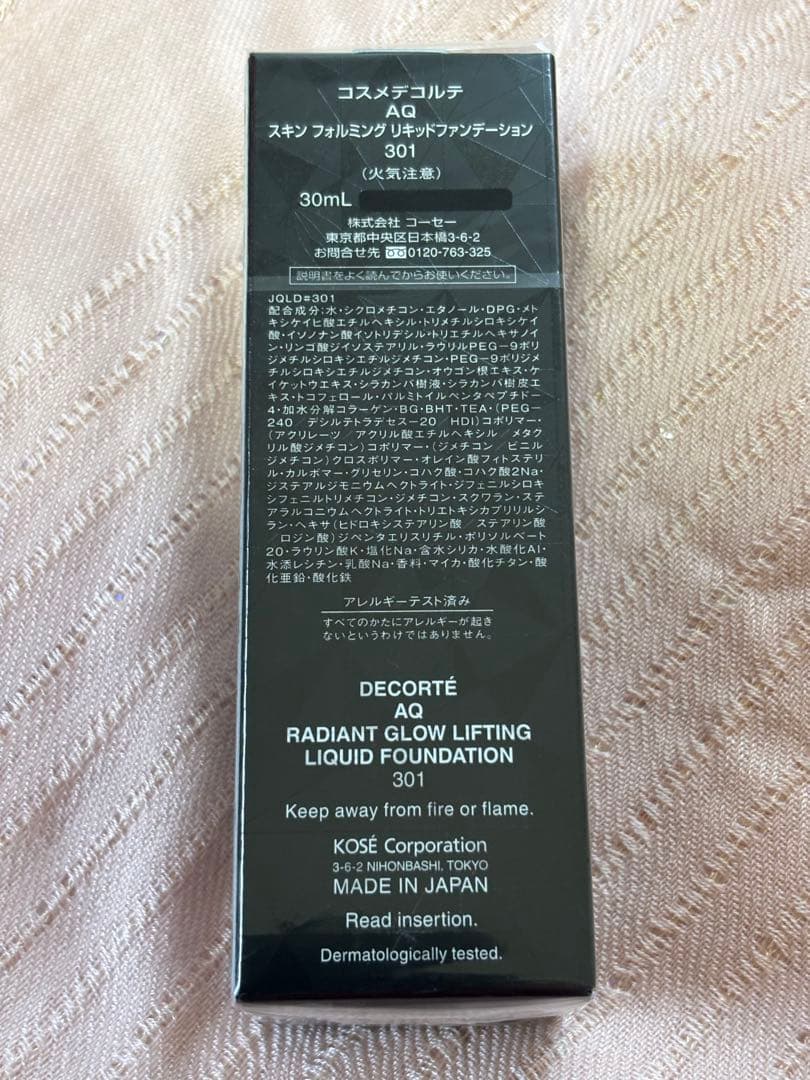 コスメデコルテ
AQ
スキン フォルミング リキッドファンデーション
301
（火気注意）
30mL
株式会社 コーセー
東京都中央区日本橋3-6-2
お問合せ先 0120-763-325
説明書をよく読んでからお使いください。
JQLD#301
配合成分:水・シクロメチコン・エタノール・DPG・メト
キシケイヒ酸エチルヘキシル・トリメチルシロキシケイ
酸・イソノナン酸イソトリデシル・トリエチルヘキサノイ
ン・リンゴ酸ジイソステアリル・ラウリルPEG－9ポリ
ジメチルシロキシエチルジメチコン・PEG－9ポリジメ
チルシロキシエチルジメチコン・オウゴン根エキス・ケ
イケットウエキス・シラカンバ樹液・シラカンバ樹皮エ
キス・トコフェロール・パルミトイルペンタペプチド－
4・加水分解コラーゲン・BG・BHT・TEA・（PEG－
240／デシルテトラデセス－20／HDI）コポリマー・
（アクリレーツ／アクリル酸エチルヘキシル／メタク
リル酸ジメチコン）コポリマー・（ジメチコン／ビニル
ジメチコン）クロスポリマー・オレイン酸フィトステリ
ル・カルボマー・グリセリン・コハク酸・コハク酸2Na・
ジステアルジモニウムヘクトライト・ジフェニルシロキ
シフェニルトリメチコン・ジメチコン・スクワラン・ステ
アラルコニウムヘクトライト・トリエトキシカプリリルシ
ラン・ヘキサ（ヒドロキシステアリン酸／ステアリン酸
／ロジン酸）ジペンタエリスリチル・ポリソルベート
20・ラウリン酸K・塩化Na・含水シリカ・水酸化Al・
水添レシチン・乳酸Na・香料・マイカ・酸化チタン・酸
化亜鉛・酸化鉄
アレルギーテスト済み
すべてのかたにアレルギーが起き
ないというわけではありません。
DECORTÉ
AQ
RADIANT GLOW LIFTING
LIQUID FOUNDATION
301
Keep away from fire or flame.
KOSÉ Corporation
3-6-2 NIHONBASHI, TOKYO
MADE IN JAPAN
Read insertion.
Dermatologically tested.